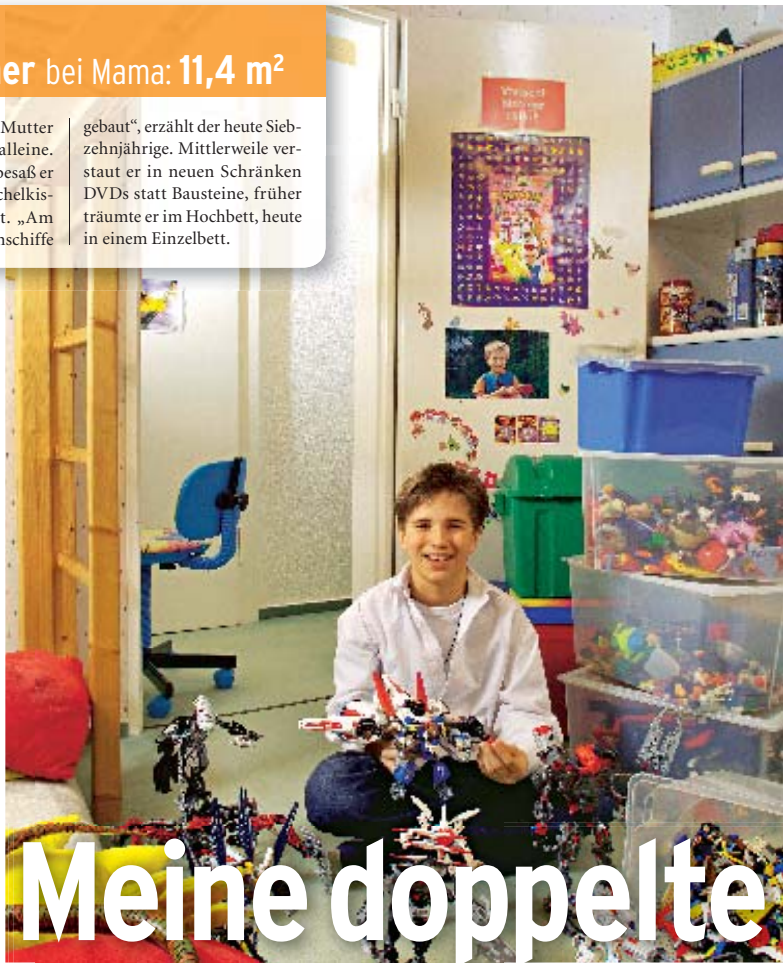 er bei Mama: 11,4 m²
Mutter
alleine.
besaß er
chelkis-
t. „Am
nschiffe
gebaut“, erzählt der heute Sieb-
zehnjährige. Mittlerweile ver-
staut er in neuen Schränken
DVDs statt Bausteine, früher
träumte er im Hochbett, heute
in einem Einzelbett.
Meine doppelte